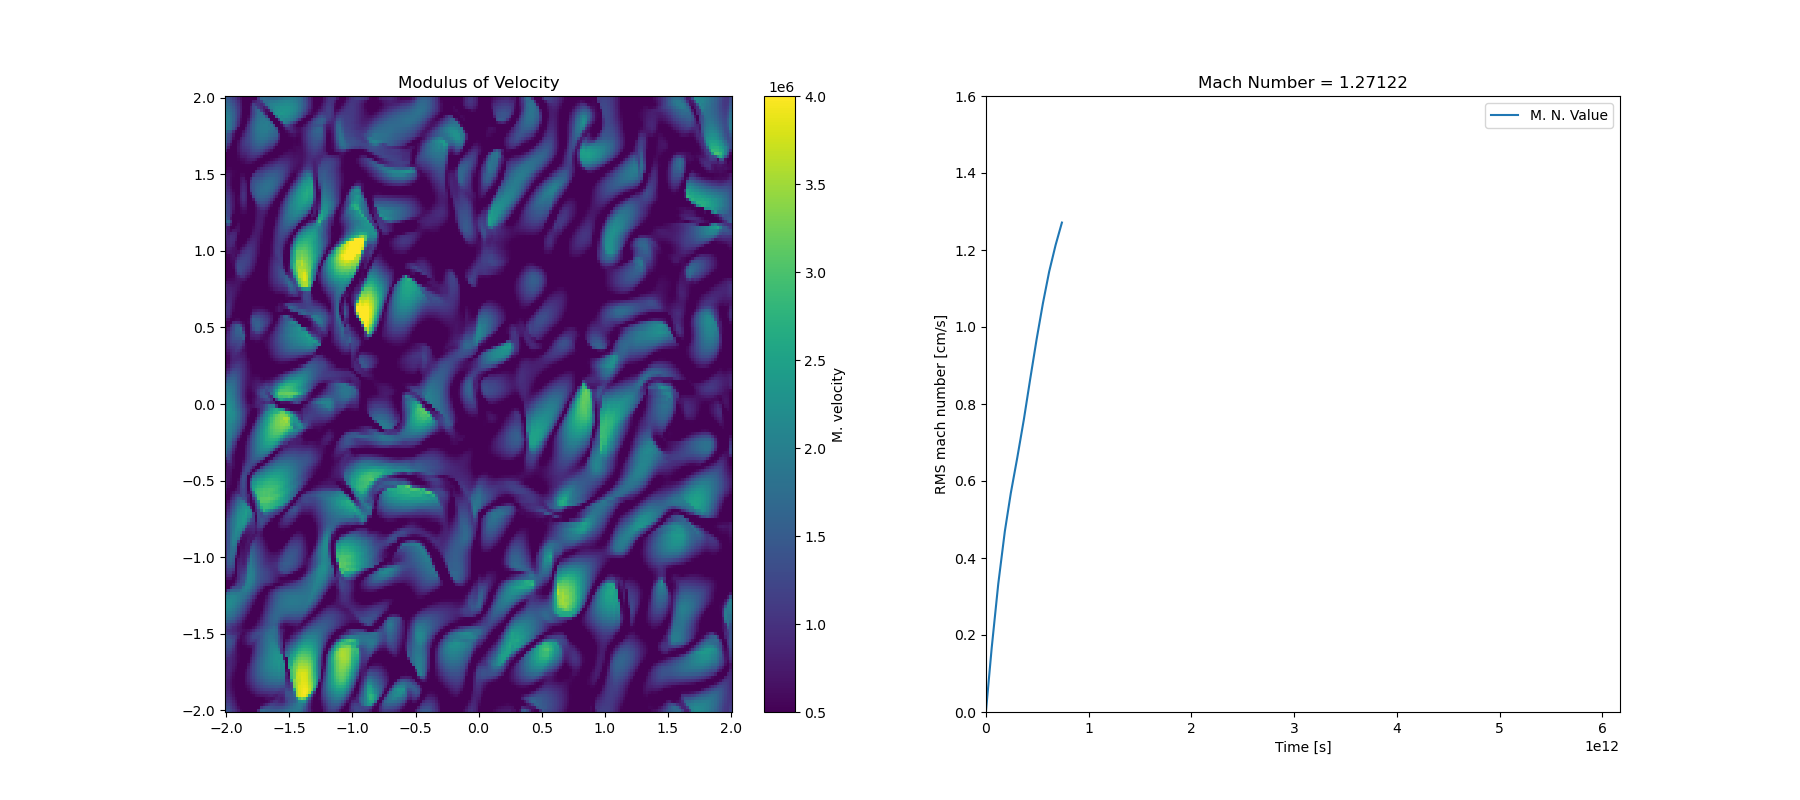 Modulus of Velocity
2.0
1.5
1.0
0.5
0.0
−0.5
−1.0
−1.5
−2.0
−2.0 −1.5 −1.0 −0.5 0.0 0.5 1.0 1.5 2.0
1e6
4.0
3.5
3.0
2.5
2.0
1.5
1.0
0.5
M. velocity
Mach Number = 1.27122
M. N. Value
RMS mach number [cm/s]
1.6
1.4
1.2
1.0
0.8
0.6
0.4
0.2
0.0
0 1 2 3 4 5 6
1e12
Time [s]